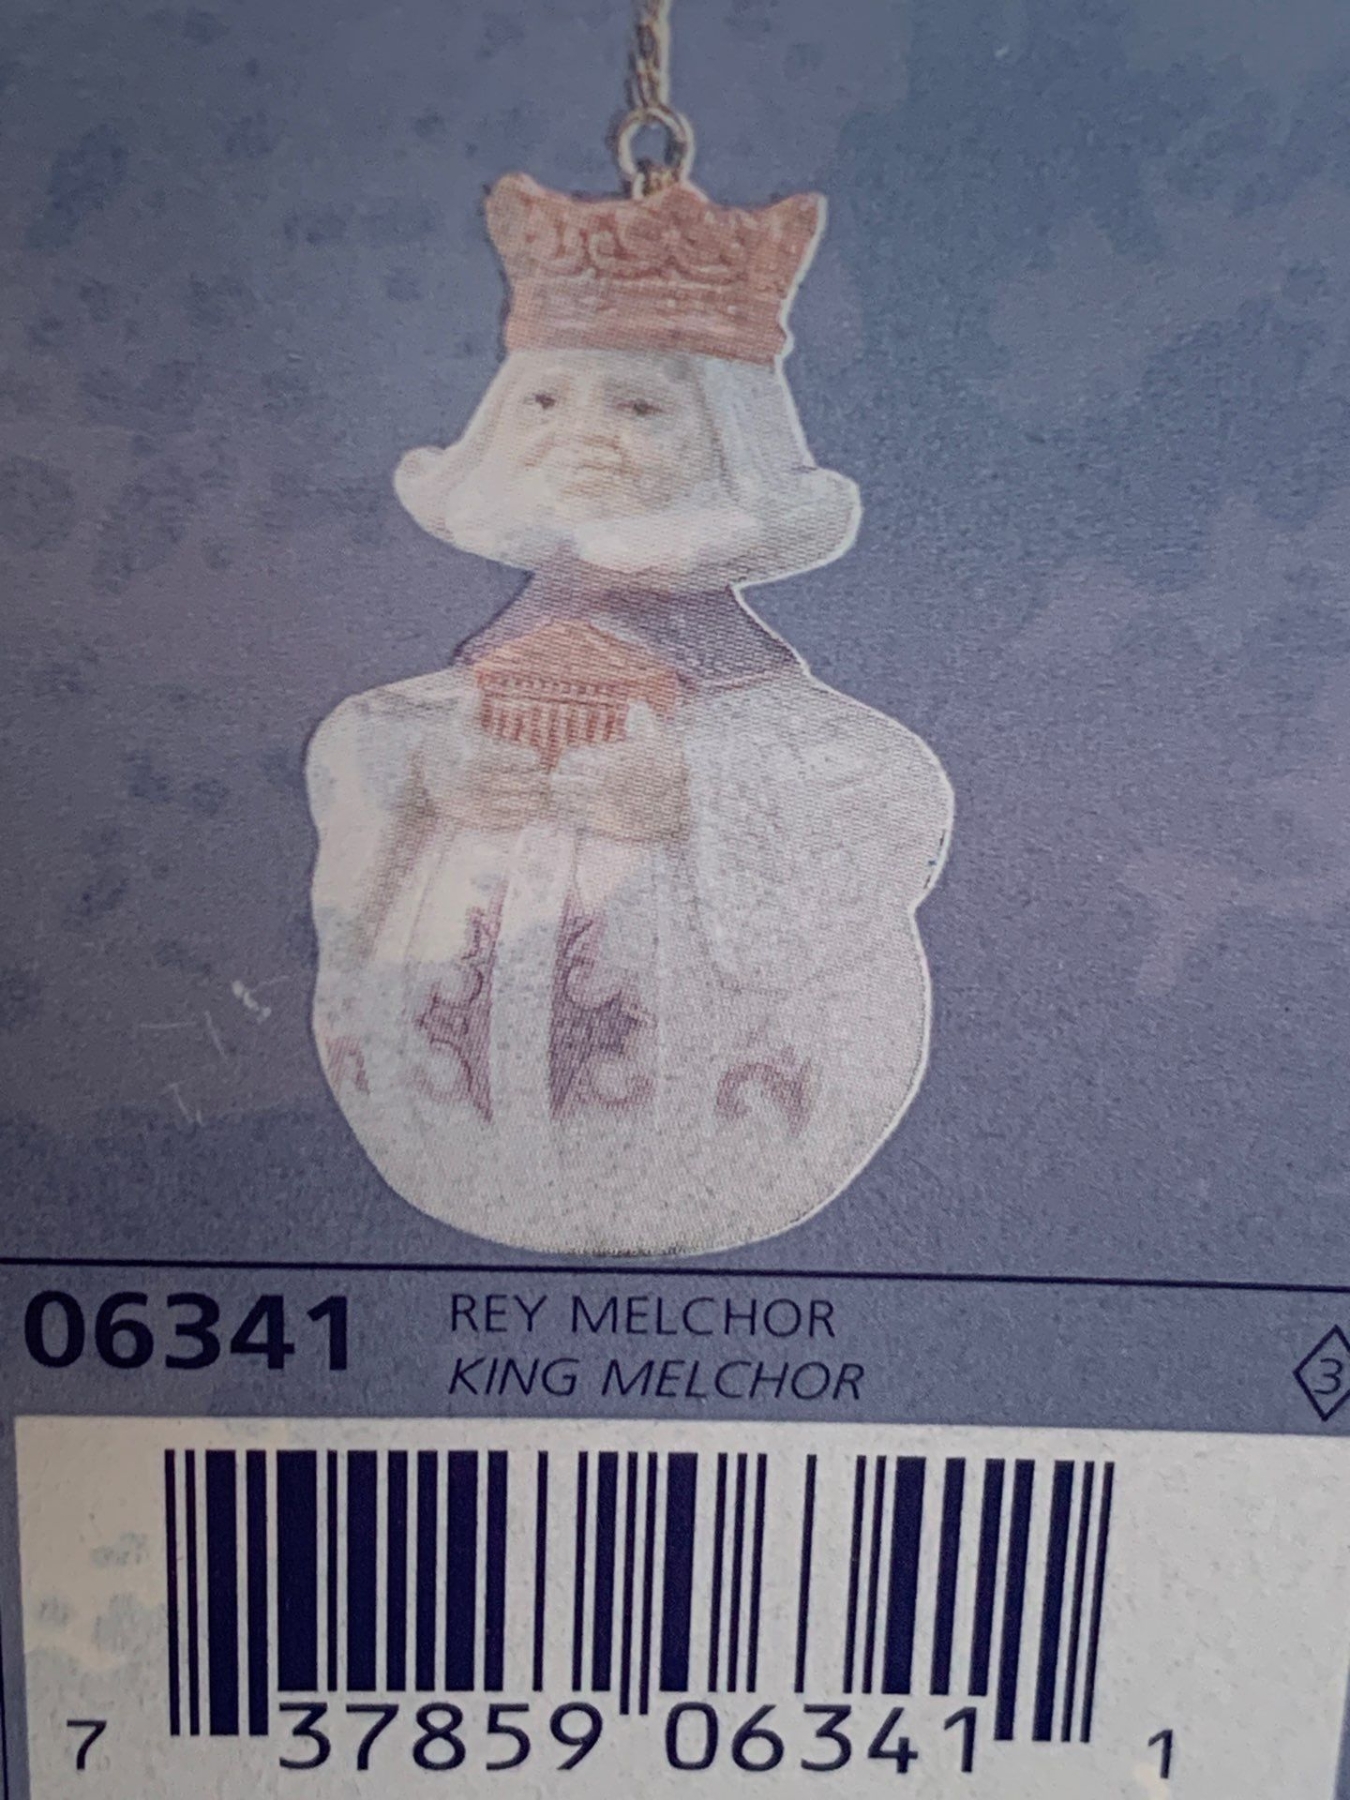 06341 REY MELCHOR
KING MELCHOR
3
7 37859 06341 1